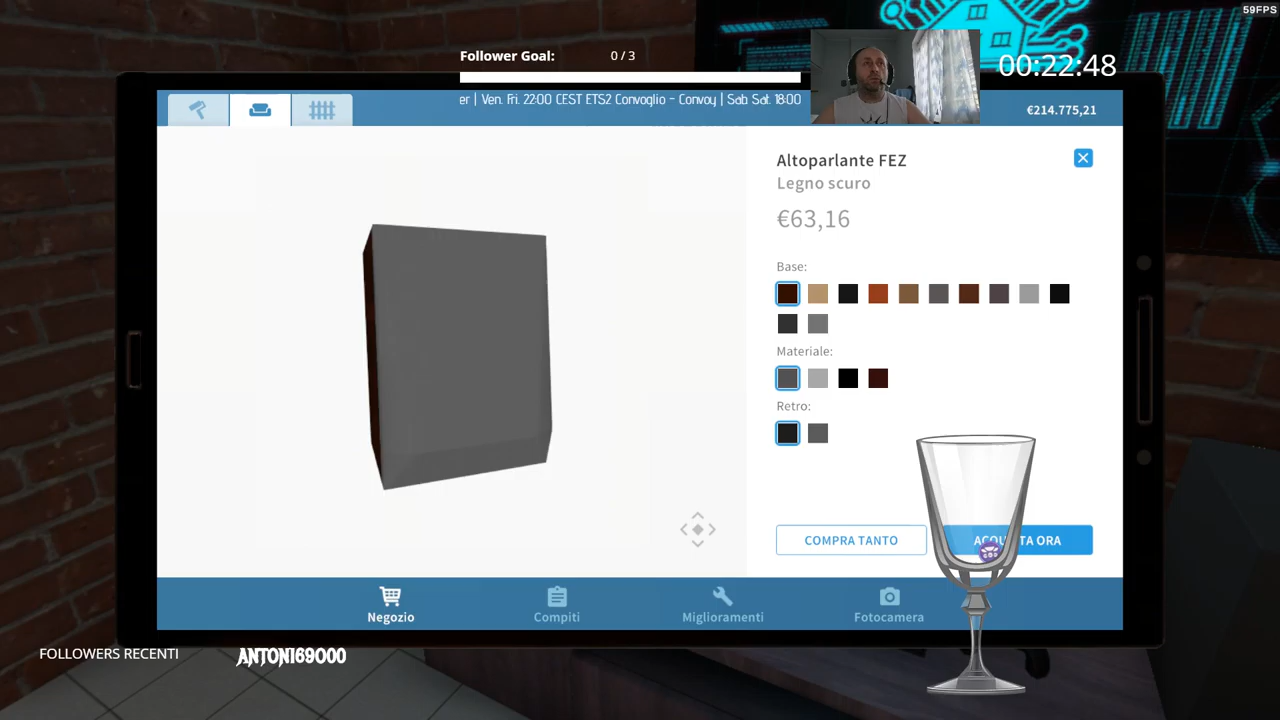 59FPS
Follower Goal: 0 / 3
00:22:48
er | Ven. Fri. 22:00 CEST ETS2 Convoglio - Convoy | Sab Sat. 18:00
€214.775,21
Altoparlante FEZ
Legno scuro
€63,16
Base:
Materiale:
Retro:
COMPRA TANTO
Negozio
Compiti
Miglioramenti
Fotocamera
FOLLOWERS RECENTI
ANTONI69000